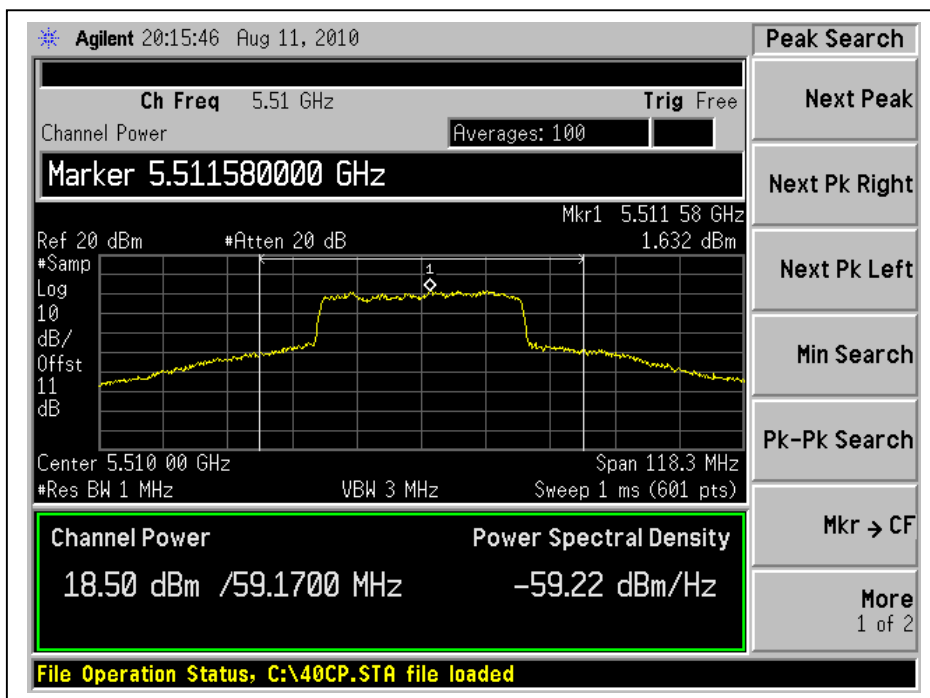 Agilent 20:15:46 Aug 11, 2010
Peak Search
Ch Freq 5.51 GHz Trig Free
Channel Power Averages: 100
Marker 5.511580000 GHz
Mkr1 5.511 58 GHz
Ref 20 dBm #Atten 20 dB 1.632 dBm
#Samp
Log
10
dB/
Offst
11
dB
1
Center 5.510 00 GHz Span 118.3 MHz
#Res BW 1 MHz VBW 3 MHz Sweep 1 ms (601 pts)
Channel Power Power Spectral Density
18.50 dBm /59.1700 MHz -59.22 dBm/Hz
File Operation Status, C:\40CP.STA file loaded
Next Peak
Next Pk Right
Next Pk Left
Min Search
Pk-Pk Search
Mkr → CF
More
1 of 2